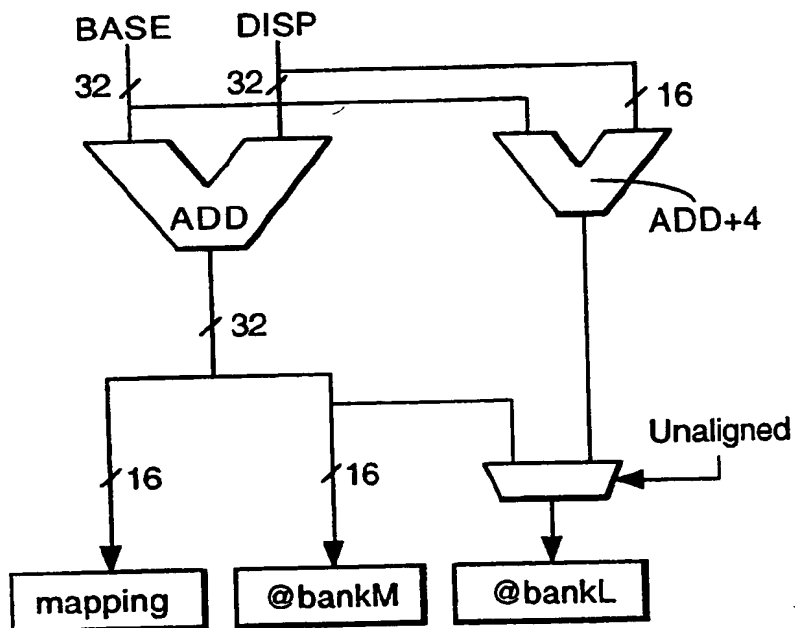 BASE DISP
32 32 16
ADD
ADD+4
32
Unaligned
16 16
mapping @bankM @bankL